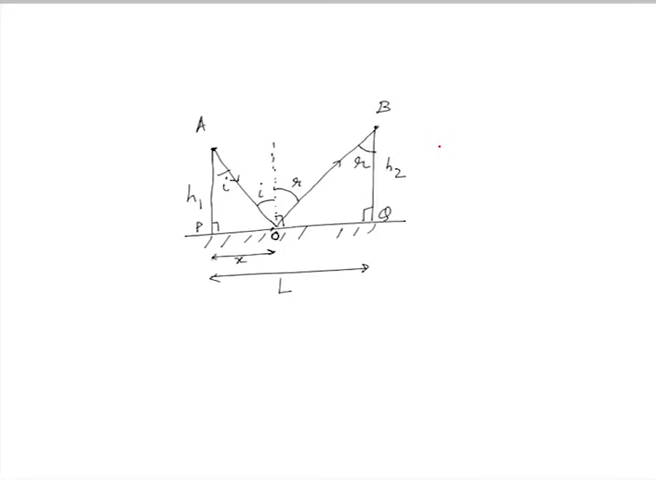 A B
i i r r
h₁ h₂
P O Q
x
L